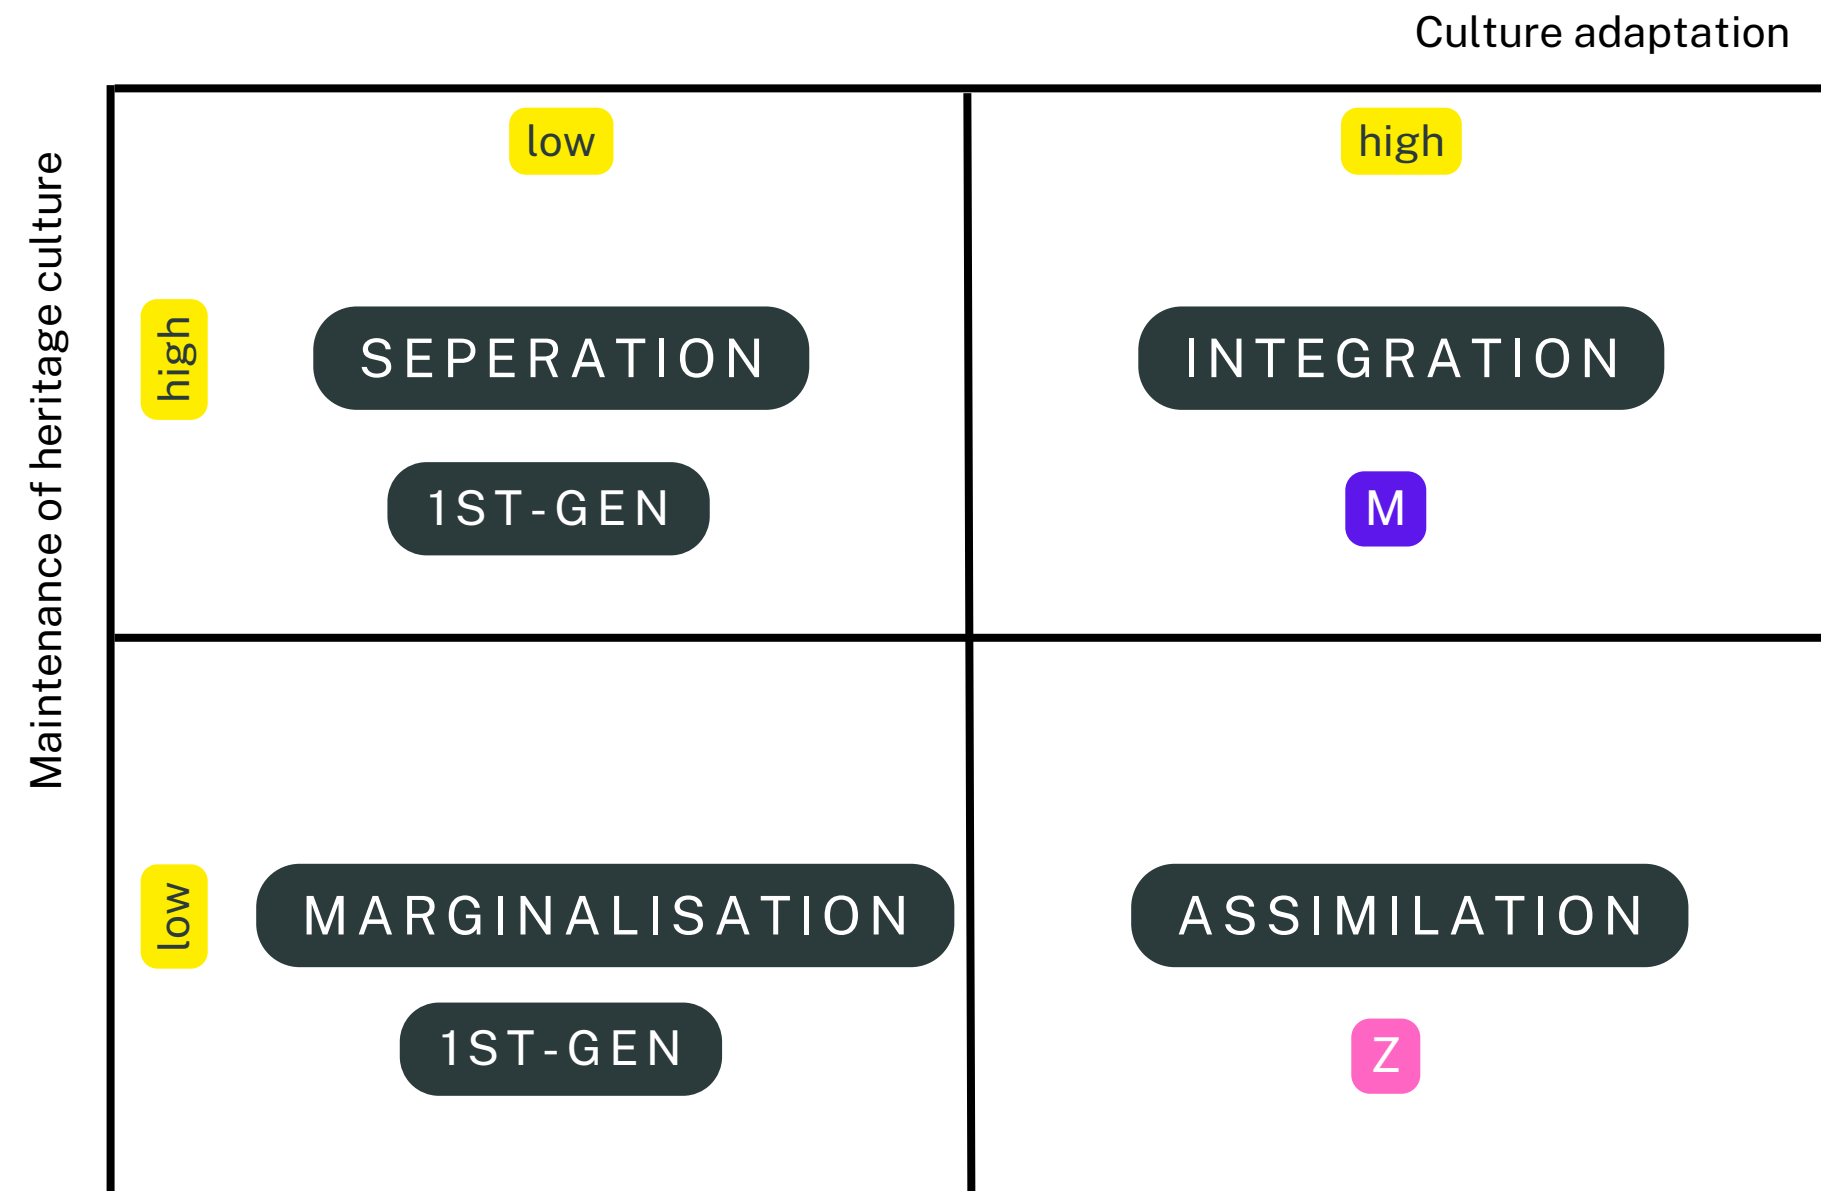 Culture adaptation
Maintenance of heritage culture
low
high
high
SEPERATION
INTEGRATION
1ST-GEN
M
low
MARGINALISATION
ASSIMILATION
1ST-GEN
Z